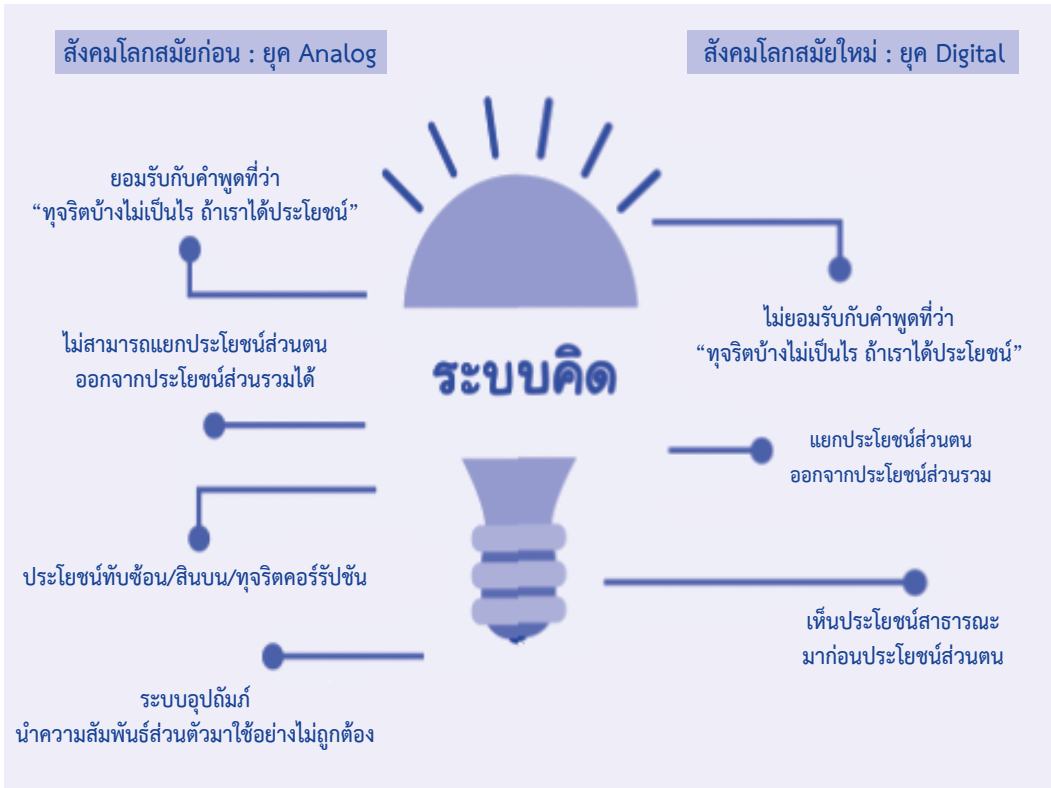 สังคมโลกสมัยก่อน : ยุค Analog
สังคมโลกสมัยใหม่ : ยุค Digital
ยอมรับกับคำพูดที่ว่า
“ทุจริตบ้างไม่เป็นไร ถ้าเราได้ประโยชน์”
ไม่สามารถแยกประโยชน์ส่วนตน
ออกจากประโยชน์ส่วนรวมได้
ประโยชน์ทับซ้อน/สินบน/ทุจริตคอร์รัปชัน
ระบบอุปถัมภ์
นำความสัมพันธ์ส่วนตัวมาใช้อย่างไม่ถูกต้อง
ระบบคิด
ไม่ยอมรับกับคำพูดที่ว่า
“ทุจริตบ้างไม่เป็นไร ถ้าเราได้ประโยชน์”
แยกประโยชน์ส่วนตน
ออกจากประโยชน์ส่วนรวม
เห็นประโยชน์สาธารณะ
มาก่อนประโยชน์ส่วนตน